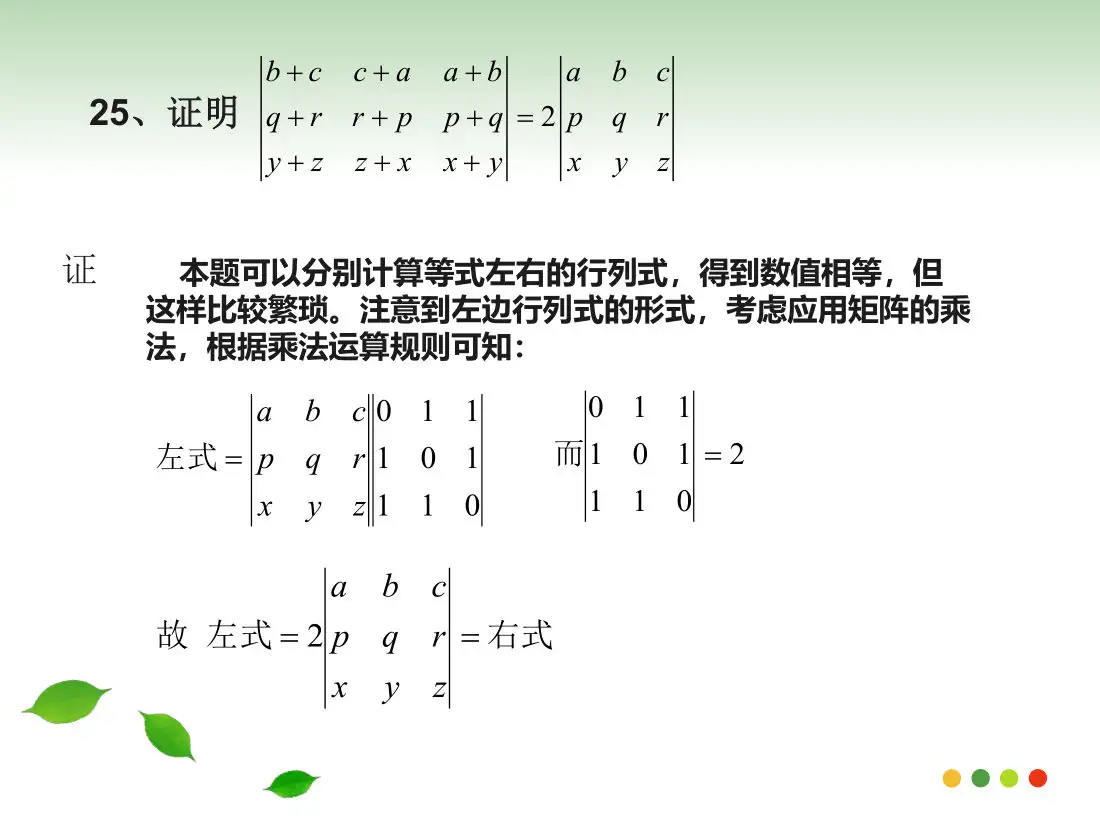 25、证明 |b+c c+a a+b| |a b c|
|q+r r+p p+q| =2 |p q r|
|y+z z+x x+y| |x y z|
证 本题可以分别计算等式左右的行列式，得到数值相等，但
这样比较繁琐。注意到左边行列式的形式，考虑应用矩阵的乘
法，根据乘法运算规则可知：
|a b c||0 1 1| |0 1 1|
左式= |p q r||1 0 1| 而 |1 0 1| =2
|x y z||1 1 0| |1 1 0|
|a b c|
故 左式=2 |p q r| =右式
|x y z|